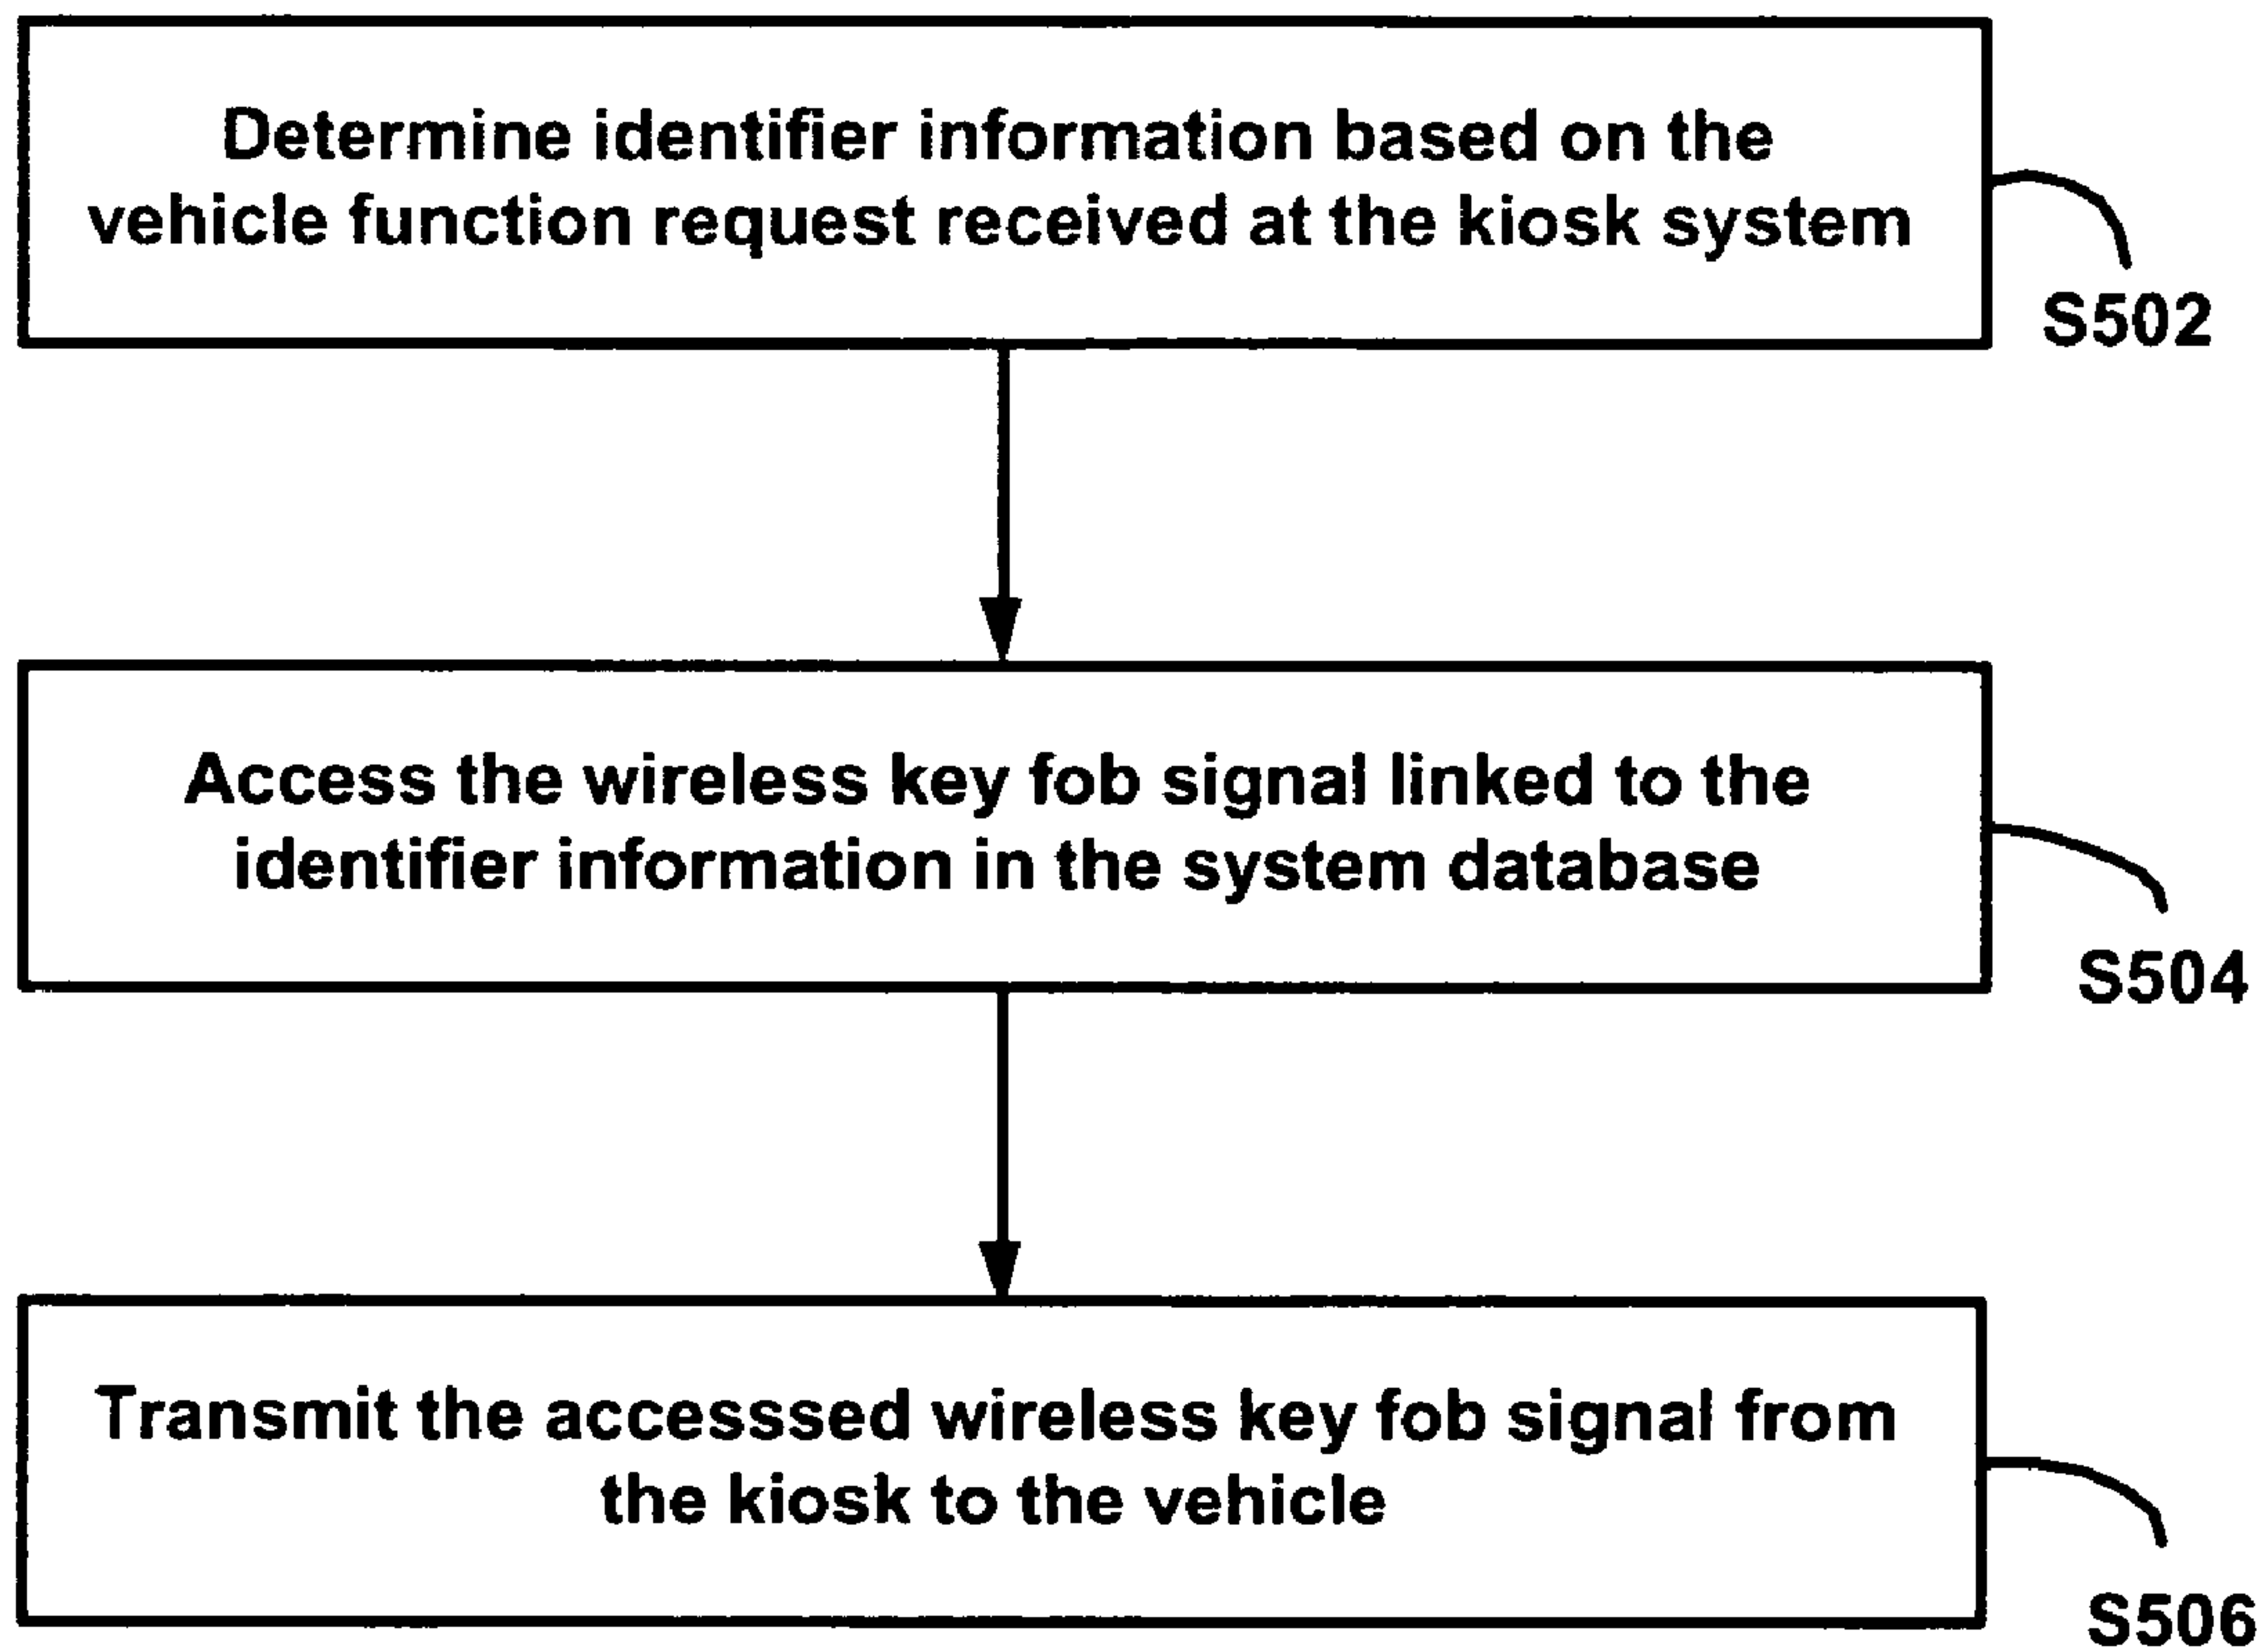 Determine identifier information based on the
vehicle function request received at the kiosk system
S502
Access the wireless key fob signal linked to the
identifier information in the system database
S504
Transmit the accesssed wireless key fob signal from
the kiosk to the vehicle
S506